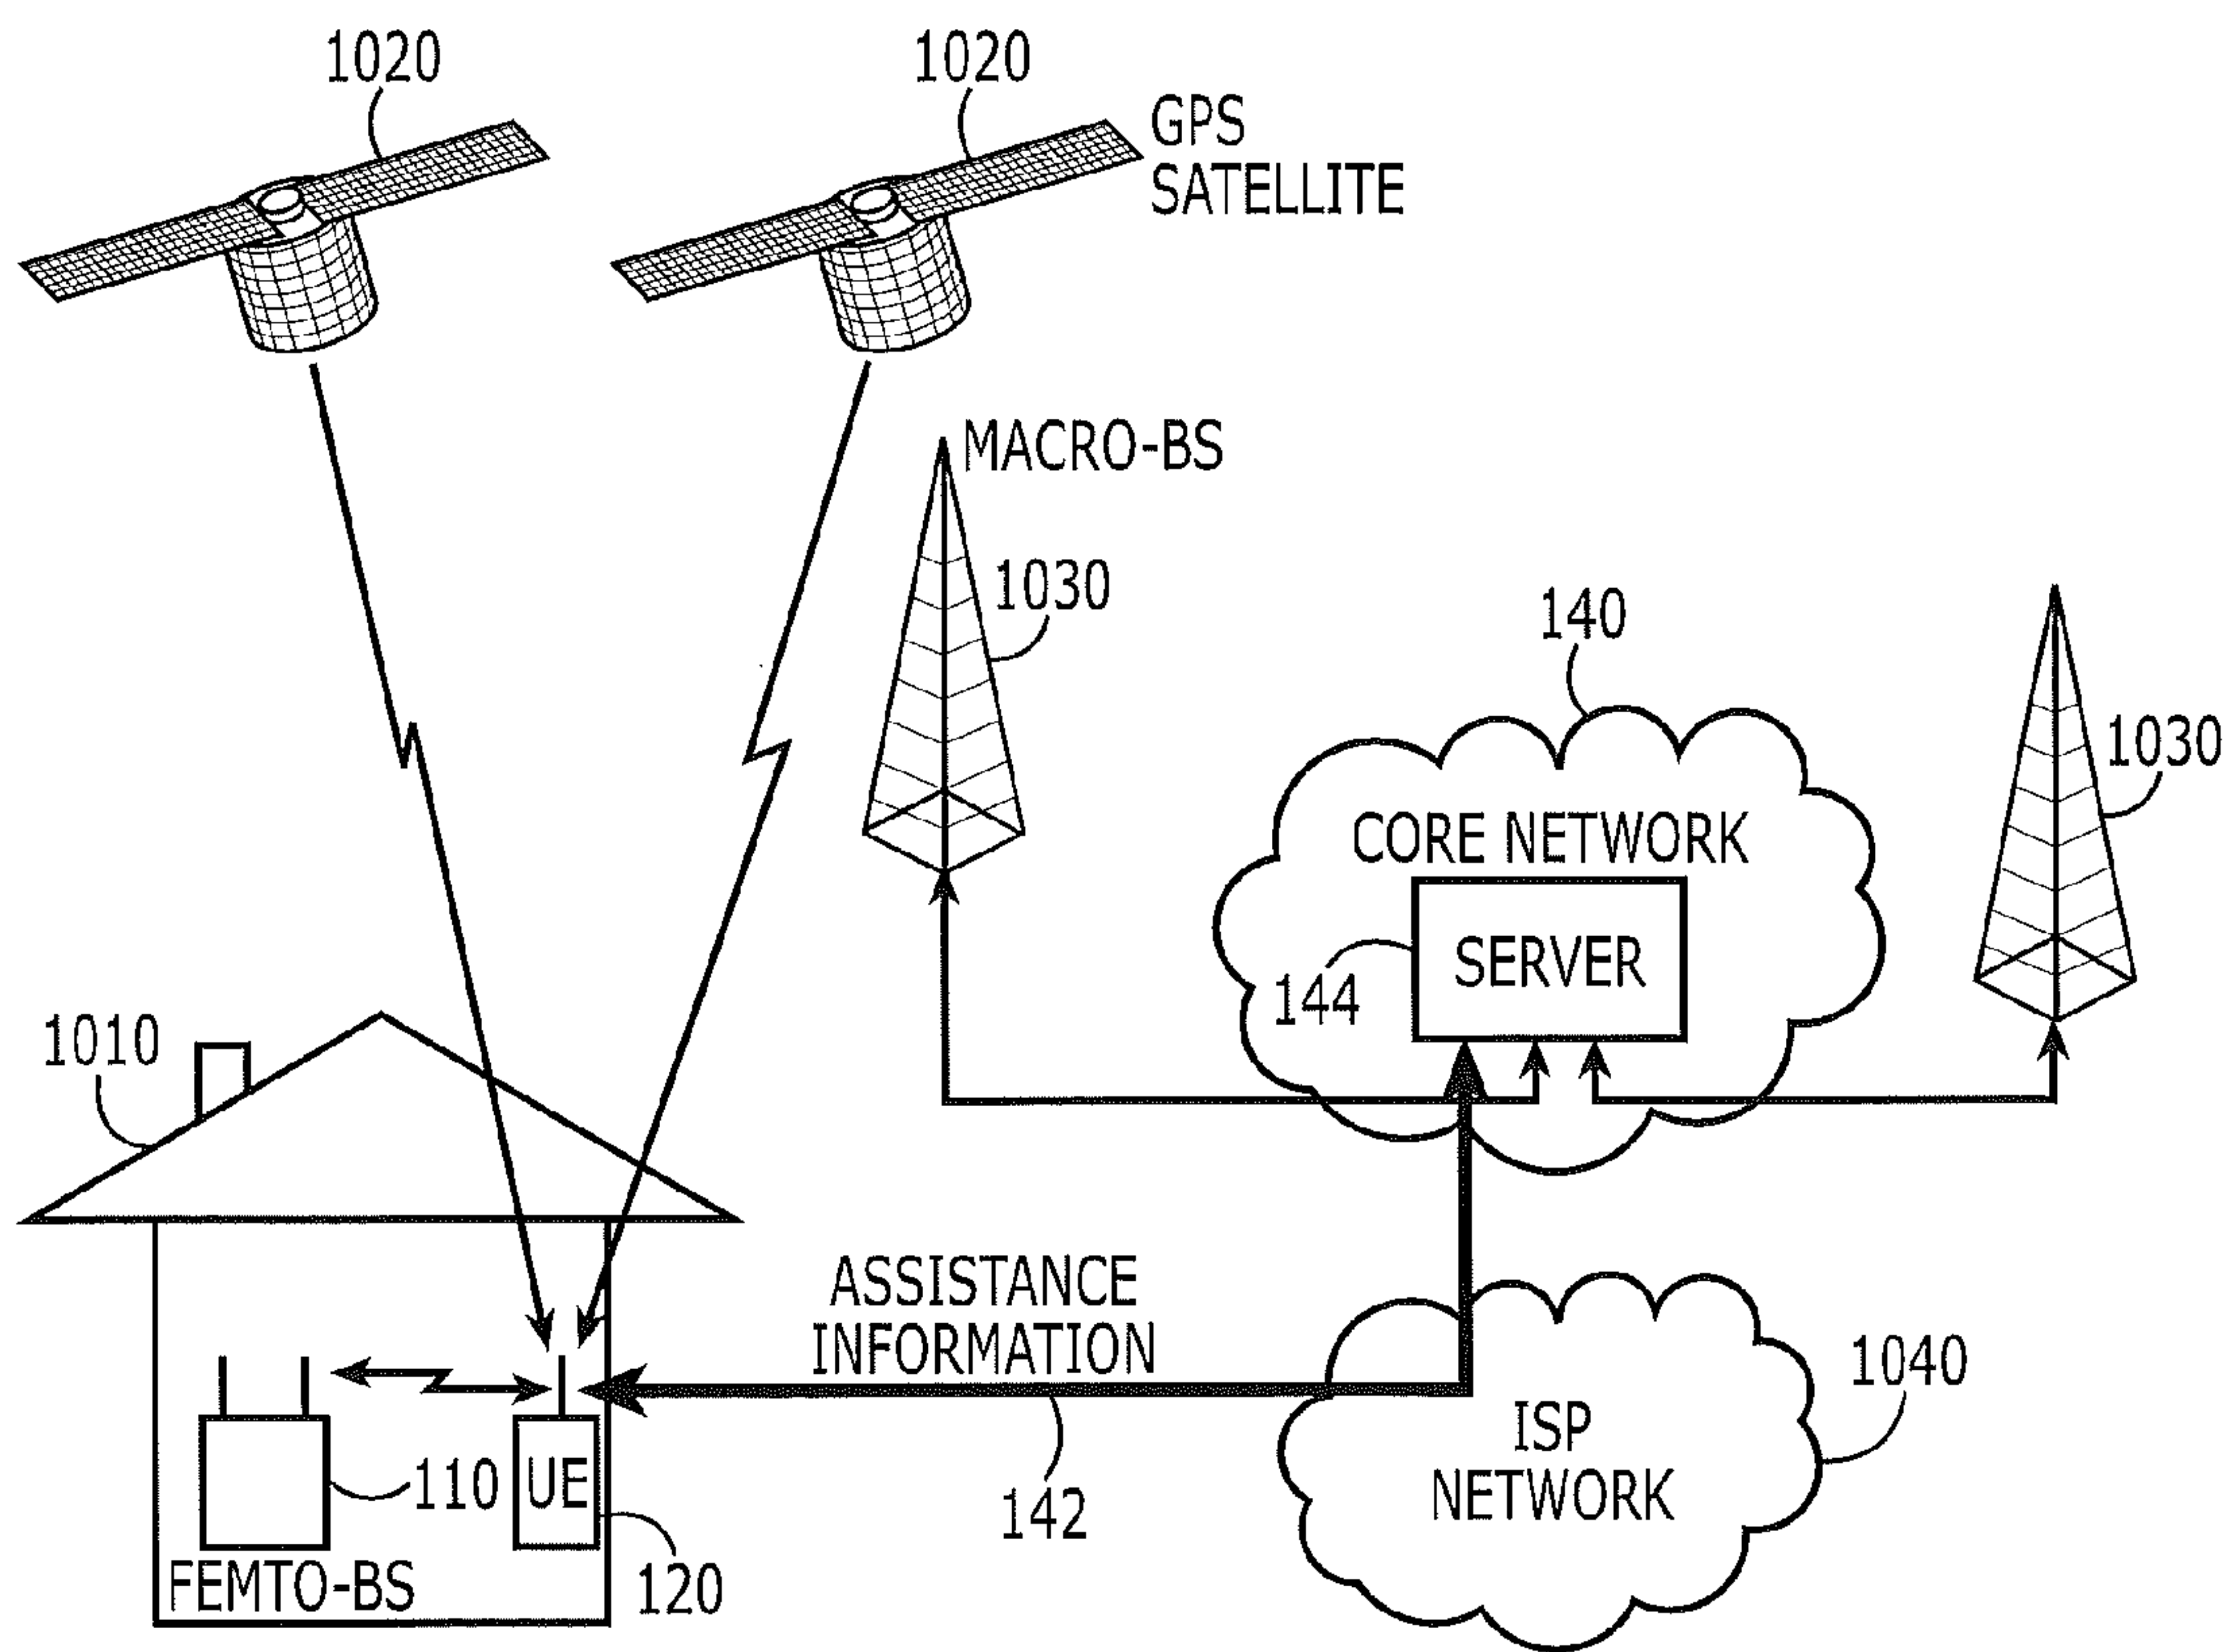 1020
1020
GPS
SATELLITE
MACRO-BS
1030
140
1030
CORE NETWORK
SERVER
144
1010
ASSISTANCE
INFORMATION
1040
ISP
NETWORK
110
UE
142
FEMTO-BS
120